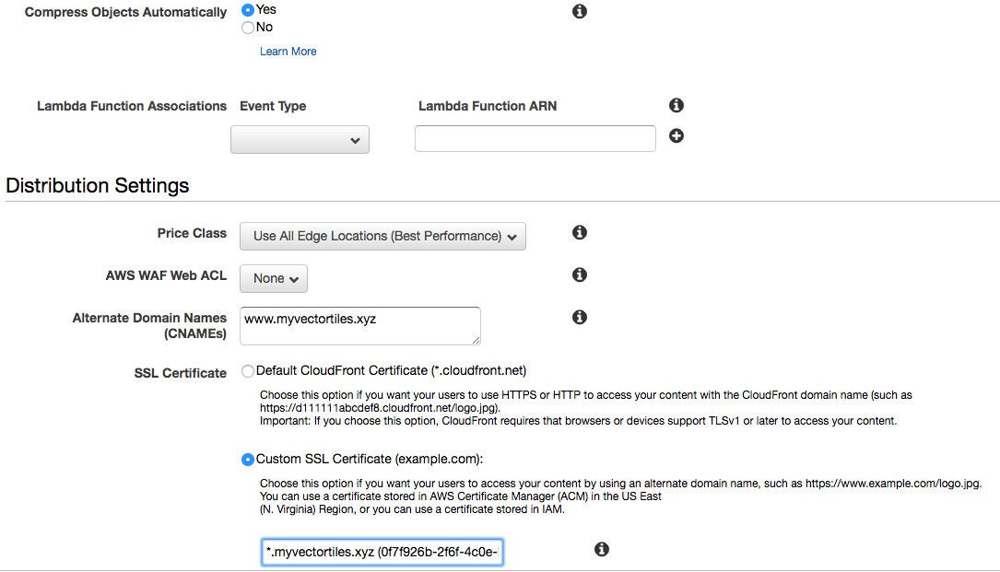 Compress Objects Automatically
Yes
No
Learn More
Lambda Function Associations Event Type Lambda Function ARN
Distribution Settings
Price Class Use All Edge Locations (Best Performance)
AWS WAF Web ACL None
Alternate Domain Names
(CNAMEs)
www.myvectortiles.xyz
SSL Certificate Default CloudFront Certificate (*.cloudfront.net)
Choose this option if you want your users to use HTTPS or HTTP to access your content with the CloudFront domain name (such as
https://d111111abcdef8.cloudfront.net/logo.jpg).
Important: If you choose this option, CloudFront requires that browsers or devices support TLSv1 or later to access your content.
Custom SSL Certificate (example.com):
Choose this option if you want your users to access your content by using an alternate domain name, such as https://www.example.com/logo.jpg.
You can use a certificate stored in AWS Certificate Manager (ACM) in the US East
(N. Virginia) Region, or you can use a certificate stored in IAM.
*.myvectortiles.xyz (0f7f926b-2f6f-4c0e-